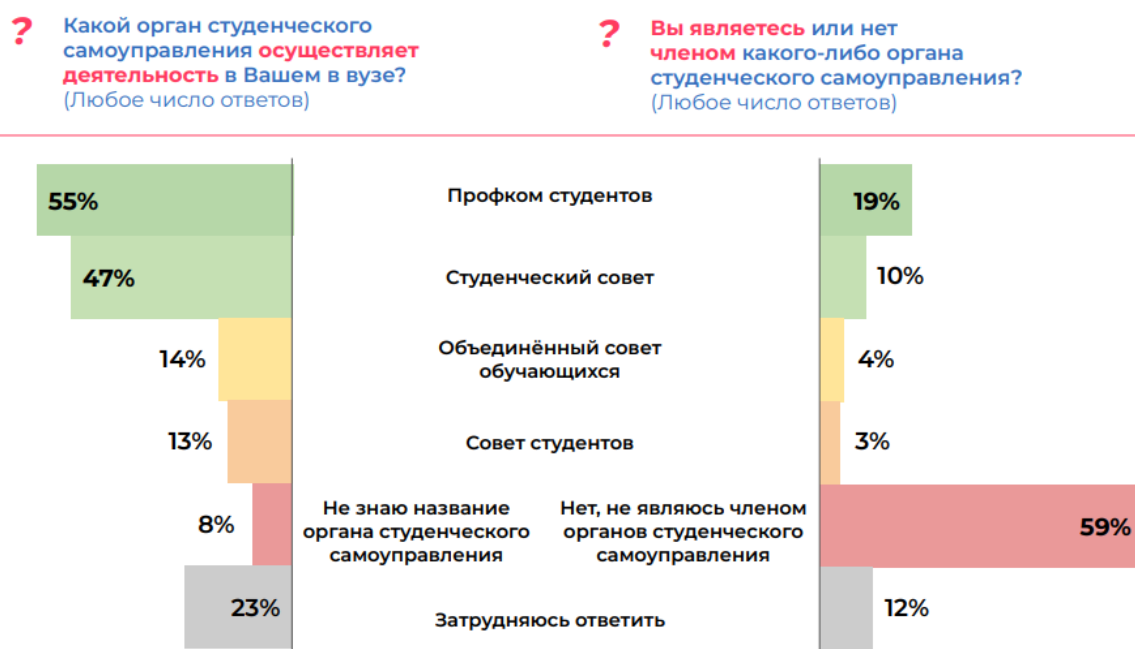 ?
Какой орган студенческого
самоуправления осуществляет
деятельность в Вашем в вузе?
(Любое число ответов)
?
Вы являетесь или нет
членом какого-либо органа
студенческого самоуправления?
(Любое число ответов)
55%
Профком студентов
19%
47%
Студенческий совет
10%
14%
Объединённый совет
обучающихся
4%
13%
Совет студентов
3%
8%
Не знаю название
органа студенческого
самоуправления
Нет, не являюсь членом
органов студенческого
самоуправления
59%
23%
Затрудняюсь ответить
12%